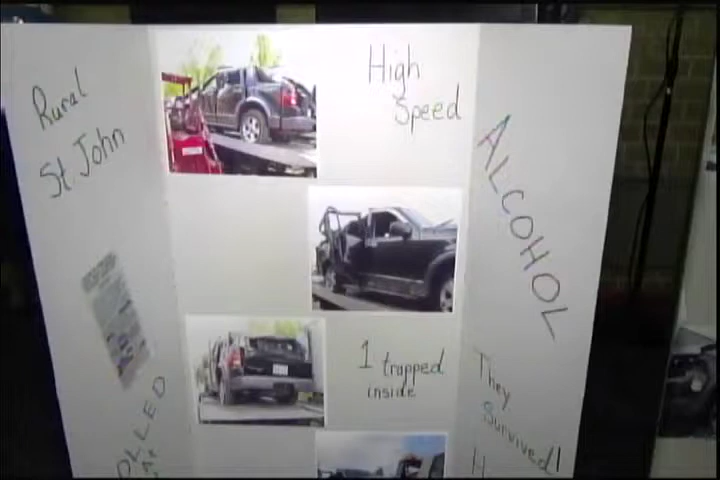 Rural
St. John
High
Speed
ALCOHOL
1 trapped
inside
They
Survived!